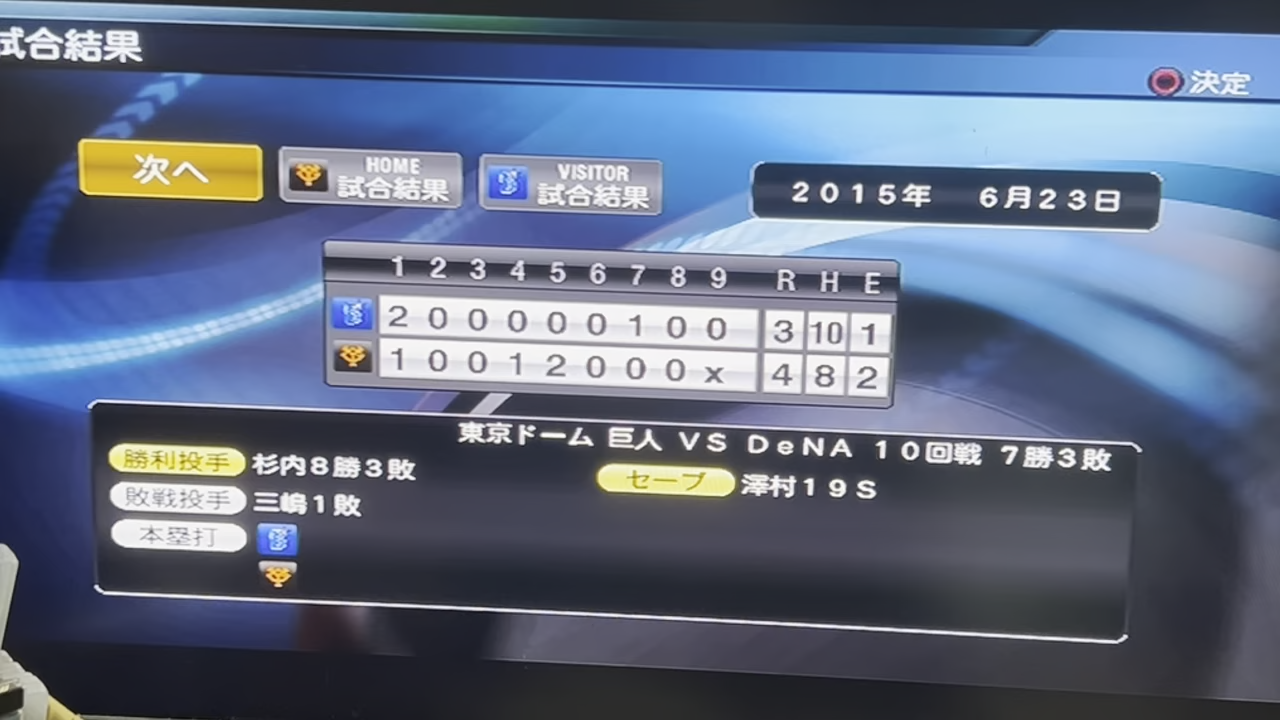 試合結果
決定
次へ
HOME
試合結果
VISITOR
試合結果
2015年 6月23日
1 2 3 4 5 6 7 8 9 R H E
2 0 0 0 0 0 1 0 0 3 10 1
1 0 0 1 2 0 0 0 x 4 8 2
東京ドーム 巨人 VS DeNA 10回戦 7勝3敗
勝利投手 杉内8勝3敗 セーブ 澤村19S
敗戦投手 三嶋1敗
本塁打